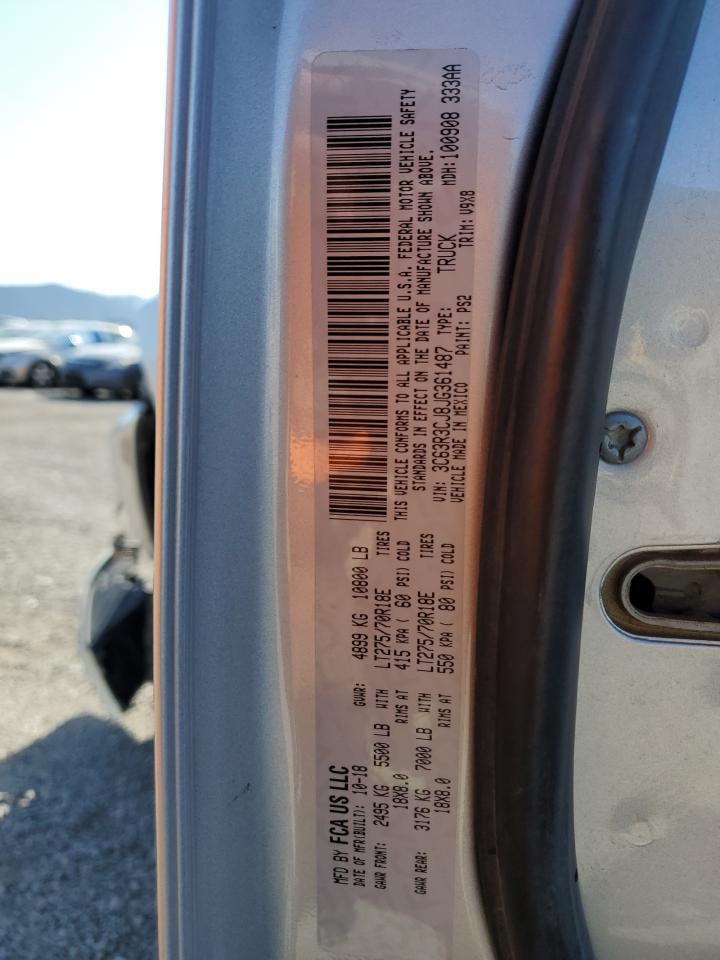 MFD BY FCA US LLC
DATE OF MFR(BUILT): 10-18 GVWR: 4899 KG 10800 LB
GAWR FRONT: 2495 KG 5500 LB WITH LT275/70R18E TIRES
18X8.0 RIMS AT 415 KPA ( 60 PSI) COLD
GAWR REAR: 3176 KG 7000 LB WITH LT275/70R18E TIRES
18X8.0 RIMS AT 550 KPA ( 80 PSI) COLD
THIS VEHICLE CONFORMS TO ALL APPLICABLE U.S.A. FEDERAL MOTOR VEHICLE SAFETY
STANDARDS IN EFFECT ON THE DATE OF MANUFACTURE SHOWN ABOVE.
VIN: 3C63R3CJ8JG361487 TYPE: TRUCK MDH:100908 333AA
VEHICLE MADE IN MEXICO PAINT: PS2 TRIM: V9X8